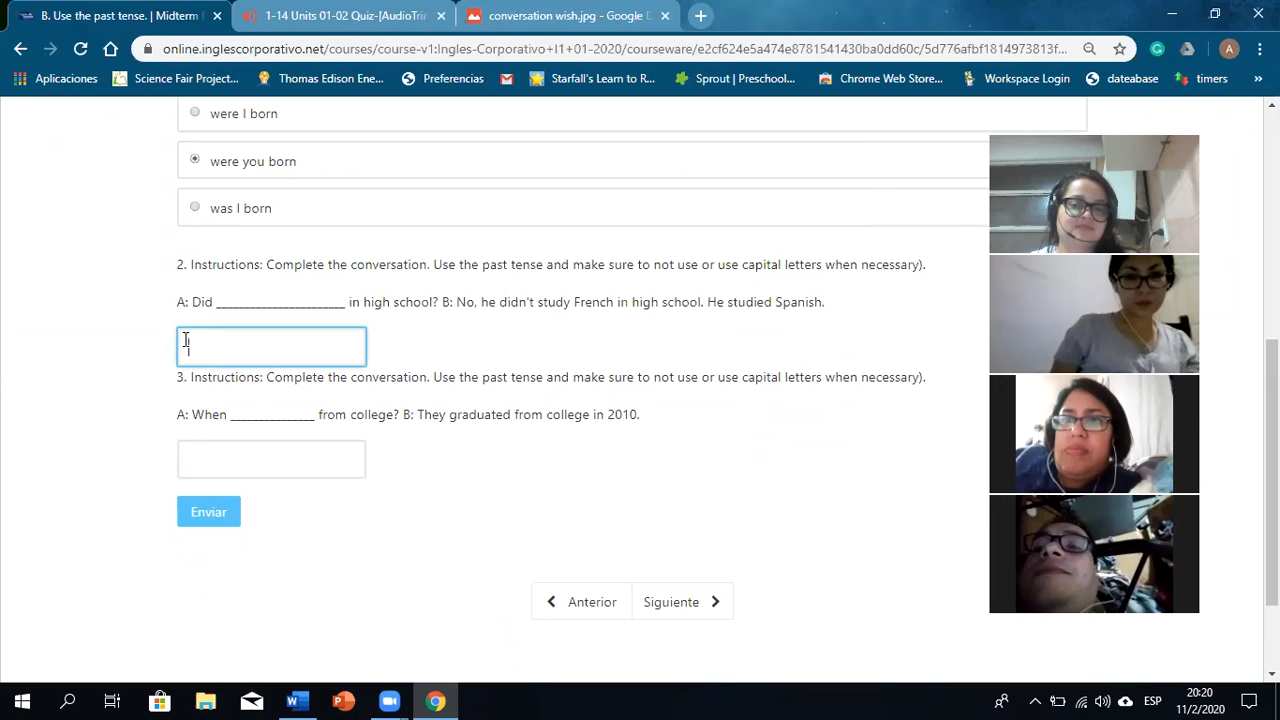 B. Use the past tense. | Midterm E
1-14 Units 01-02 Quiz-[AudioTrim
conversation wish.jpg - Google D
online.inglescorporativo.net/courses/course-v1:Ingles-Corporativo+I1+01-2020/courseware/e2cf624e5a474e8781541430ba0dd60c/5d776afbf1814973813f...
A
Aplicaciones Science Fair Project... Thomas Edison Ene... Preferencias Starfall's Learn to R... Sprout | Preschool... Chrome Web Store... Workspace Login dateabase timers »
were I born
were you born
was I born
2. Instructions: Complete the conversation. Use the past tense and make sure to not use or use capital letters when necessary).
A: Did ______________________ in high school? B: No, he didn't study French in high school. He studied Spanish.
3. Instructions: Complete the conversation. Use the past tense and make sure to not use or use capital letters when necessary).
A: When ______________ from college? B: They graduated from college in 2010.
Enviar
Anterior Siguiente
ESP
20:20
11/2/2020